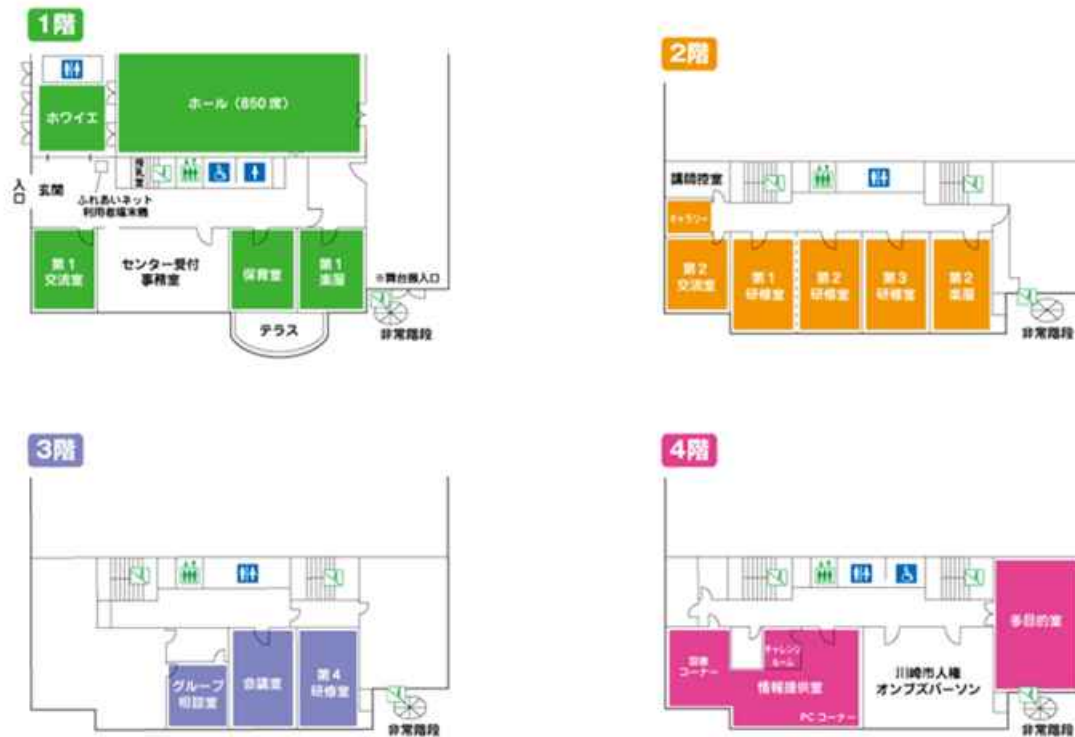 1階
ホール（850席）
ホワイエ
授乳室
入口
玄関
ふれあいネット
利用者端末機
第1
交流室
センター受付
事務室
保育室
第1
楽屋
※舞台搬入口
テラス
非常階段
2階
講師控室
ギャラリー
第2
交流室
第1
研修室
第2
研修室
第3
研修室
第2
楽屋
非常階段
3階
グループ
相談室
会議室
第4
研修室
非常階段
4階
図書
コーナー
チャレンジ
ルーム
情報提供室
PCコーナー
川崎市人権
オンブズパーソン
多目的室
非常階段